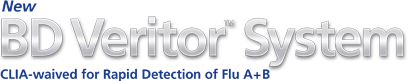 New
BD Veritor™ System
CLIA-waived for Rapid Detection of Flu A+B